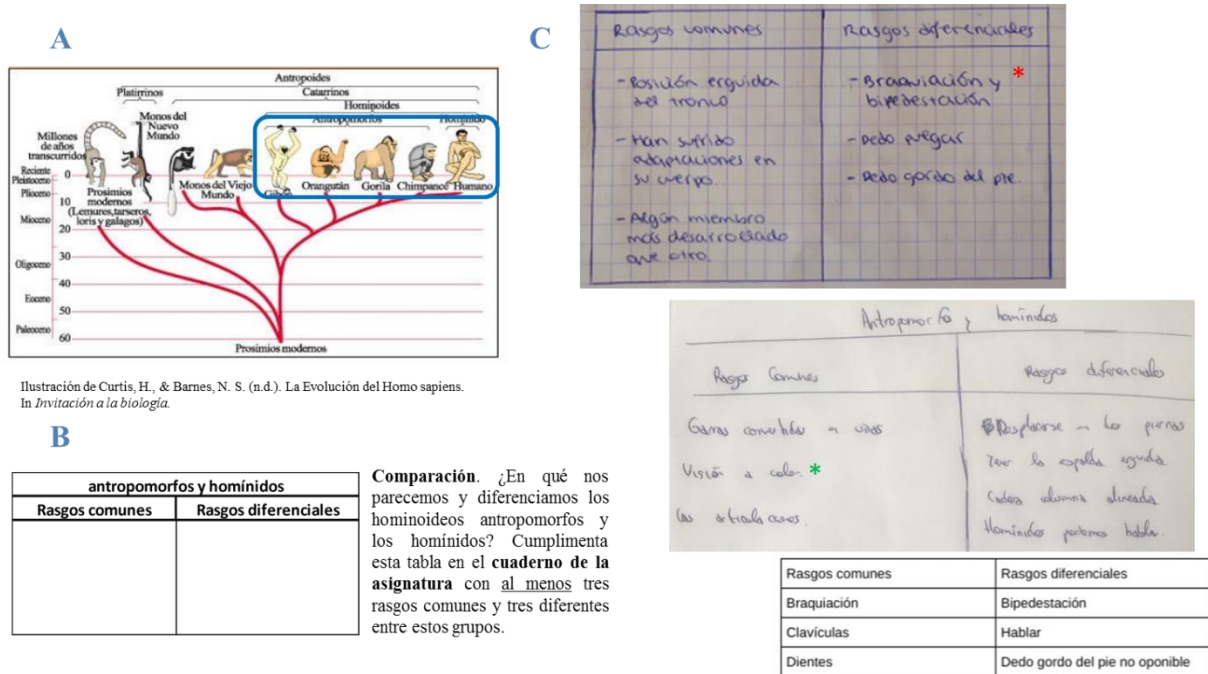 A
Antropoides
Platirrinos
Catarrinos
Hominoides
Antropomorfos
Homínido
Monos del
Nuevo
Mundo
Millones
de años
transcurridos
Reciente
Pleistoceno
Plioceno
Mioceno
Oligoceno
Eoceno
Paleoceno
0
10
20
30
40
50
60
Prosimios
modernos
(Lemures, tarseros,
loris y galagos)
Monos del Viejo
Mundo
Gibón
Orangután
Gorila
Chimpancé
Humano
Prosimios modernos
Ilustración de Curtis, H., & Barnes, N. S. (n.d.). La Evolución del Homo sapiens.
In Invitación a la biología.
B
antropomorfos y homínidos
Rasgos comunes
Rasgos diferenciales
Comparación. ¿En qué nos
parecemos y diferenciamos los
hominoideos antropomorfos y
los homínidos? Cumplimenta
esta tabla en el cuaderno de la
asignatura con al menos tres
rasgos comunes y tres diferentes
entre estos grupos.
C
Rasgos comunes
- Posición erguida
del tronco
- Han sufrido
adaptaciones en
su cuerpo.
- Algún miembro
más desarrollado
que otro.
Rasgos diferenciales
- Braquiación y *
bipedestación
- Dedo pulgar
- Dedo gordo del pie.
y homínidos
Rasgos Comunes
Garras convertidas en uñas
Visión a color. *
Las articulaciones.
Rasgos diferenciales
Desplazarse en las piernas
Tener la espalda erguida
Cadera columna alineada
Homínidos podemos hablar.
Rasgos comunes
Rasgos diferenciales
Braquiación
Bipedestación
Clavículas
Hablar
Dientes
Dedo gordo del pie no oponible